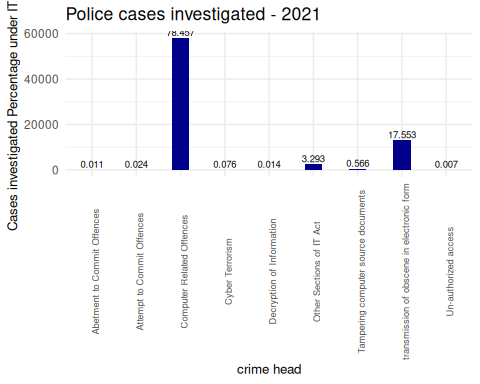 Police cases investigated - 2021
Cases investigated Percentage under IT
60000
40000
20000
0
0.011
0.024
78.457
0.076
0.014
3.293
0.566
17.553
0.007
Abetment to Commit Offences
Attempt to Commit Offences
Computer Related Offences
Cyber Terrorism
Decryption of Information
Other Sections of IT Act
Tampering computer source documents
transmission of obscene in electronic form
Un-authorized access
crime head